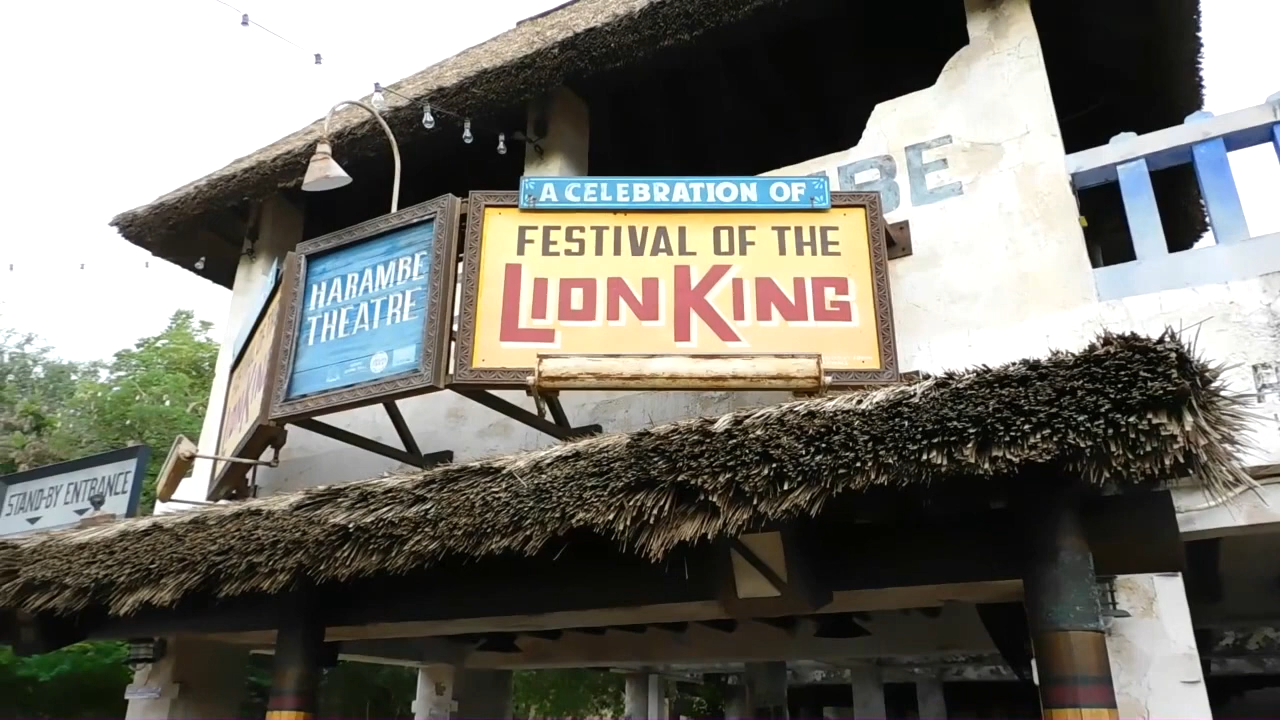 A CELEBRATION OF
FESTIVAL OF THE
LION KING
HARAMBE
THEATRE
STAND-BY ENTRANCE
BE